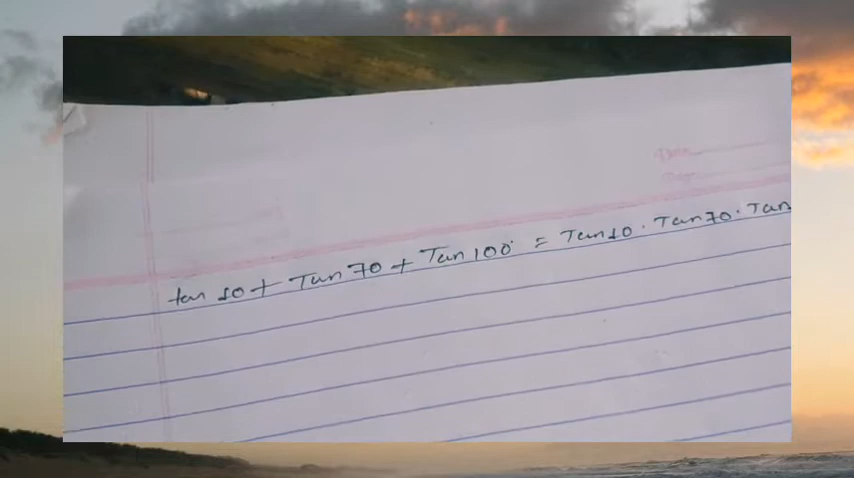 tan 10 + Tan 70 + Tan 100° = Tan 10 . Tan 70 . Tan